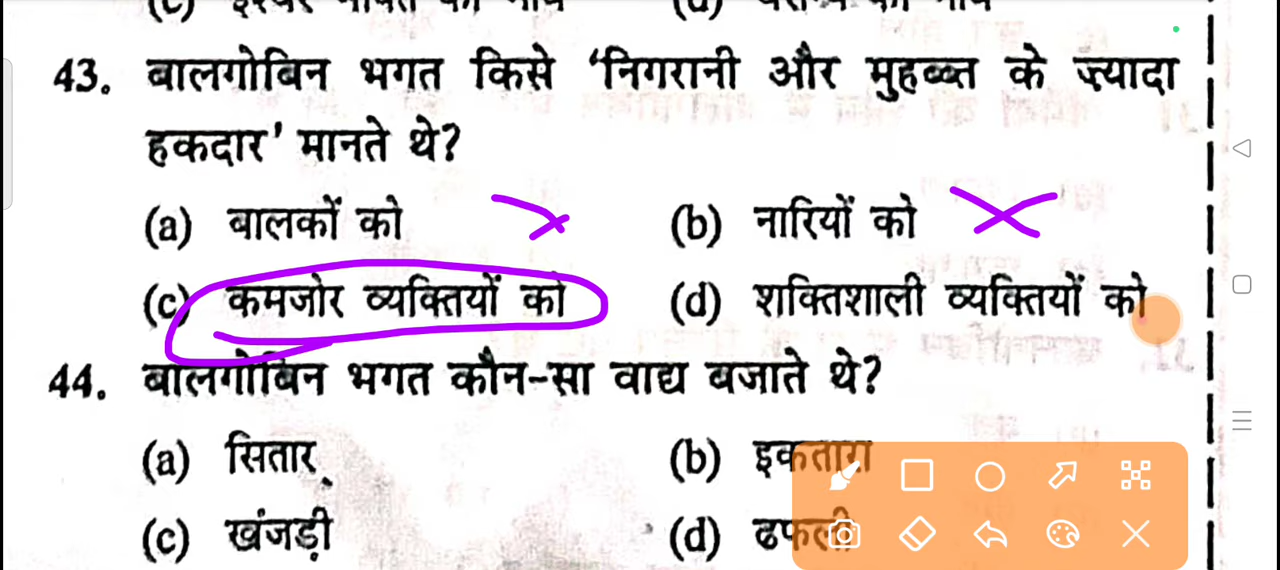 43. बालगोबिन भगत किसे ‘निगरानी और मुहब्बत के ज़्यादा
हकदार’ मानते थे?
(a) बालकों को (b) नारियों को
(c) कमजोर व्यक्तियों को (d) शक्तिशाली व्यक्तियों को
44. बालगोबिन भगत कौन-सा वाद्य बजाते थे?
(a) सितार (b) इकतारा
(c) खंजड़ी (d) ढफली